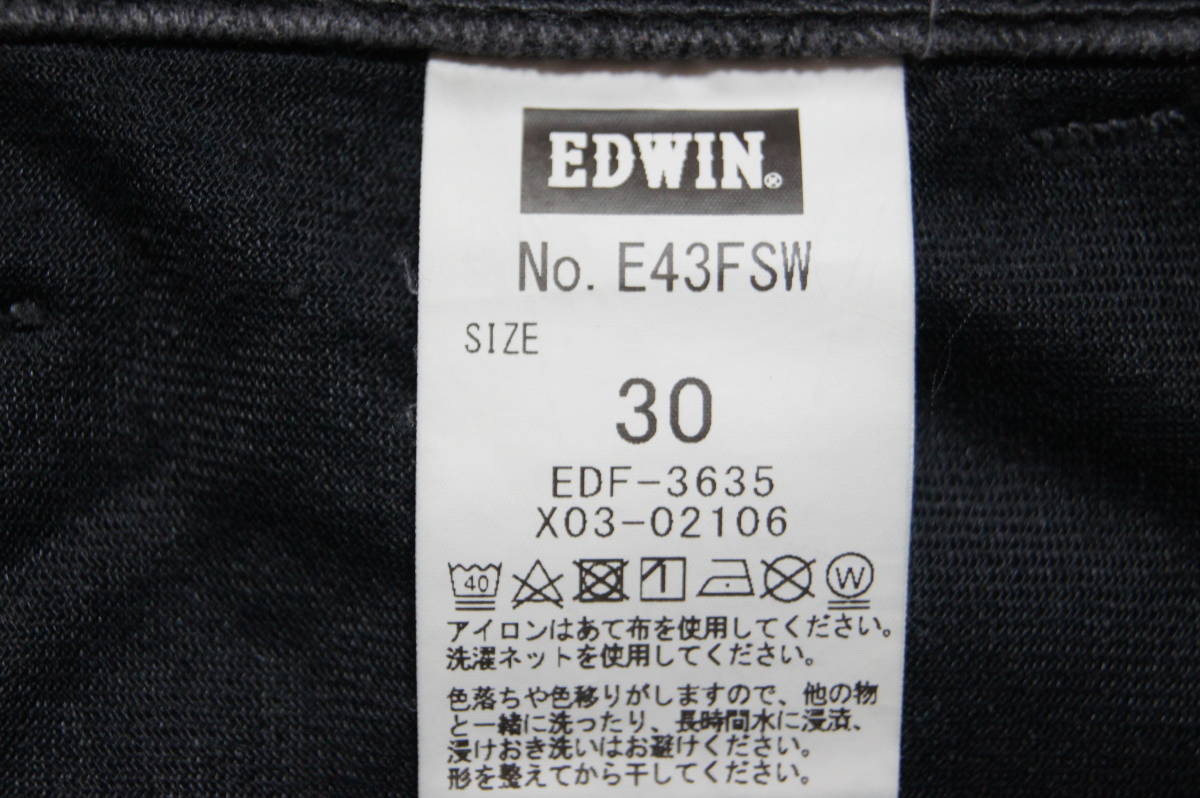 EDWIN®
No. E43FSW
SIZE
30
EDF-3635
X03-02106
40 1 W
アイロンはあて布を使用してください。
洗濯ネットを使用してください。
色落ちや色移りがしますので、他の物
と一緒に洗ったり、長時間水に浸漬、
浸けおき洗いはお避けください。
形を整えてから干してください。